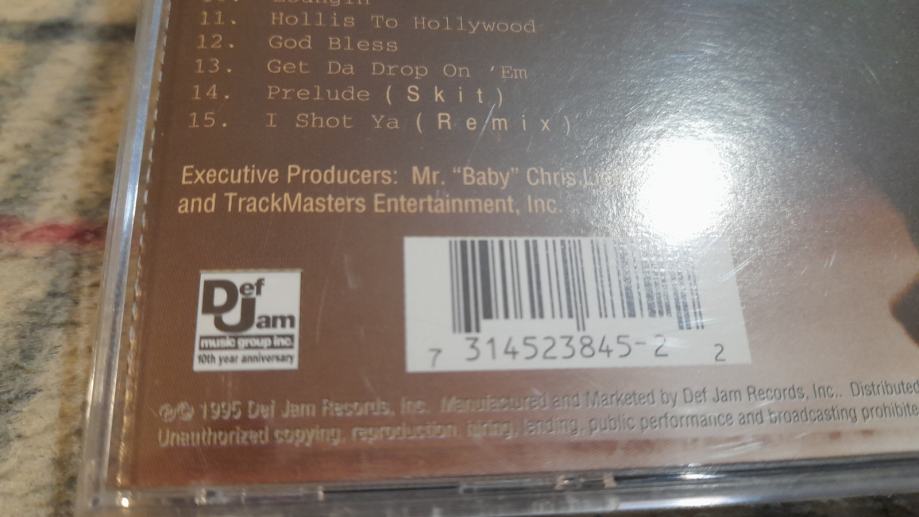 11. Hollis To Hollywood
12. God Bless
13. Get Da Drop On 'Em
14. Prelude (Skit)
15. I Shot Ya (Remix)
Executive Producers: Mr. "Baby" Chris
and TrackMasters Entertainment, Inc.
Def
Jam
music group inc.
10th year anniversary
7 314523845-2 2
℗© 1995 Def Jam Records, Inc. Manufactured and Marketed by Def Jam Records, Inc.. Distributed
Unauthorized copying, reproduction, hiring, lending, public performance and broadcasting prohibite